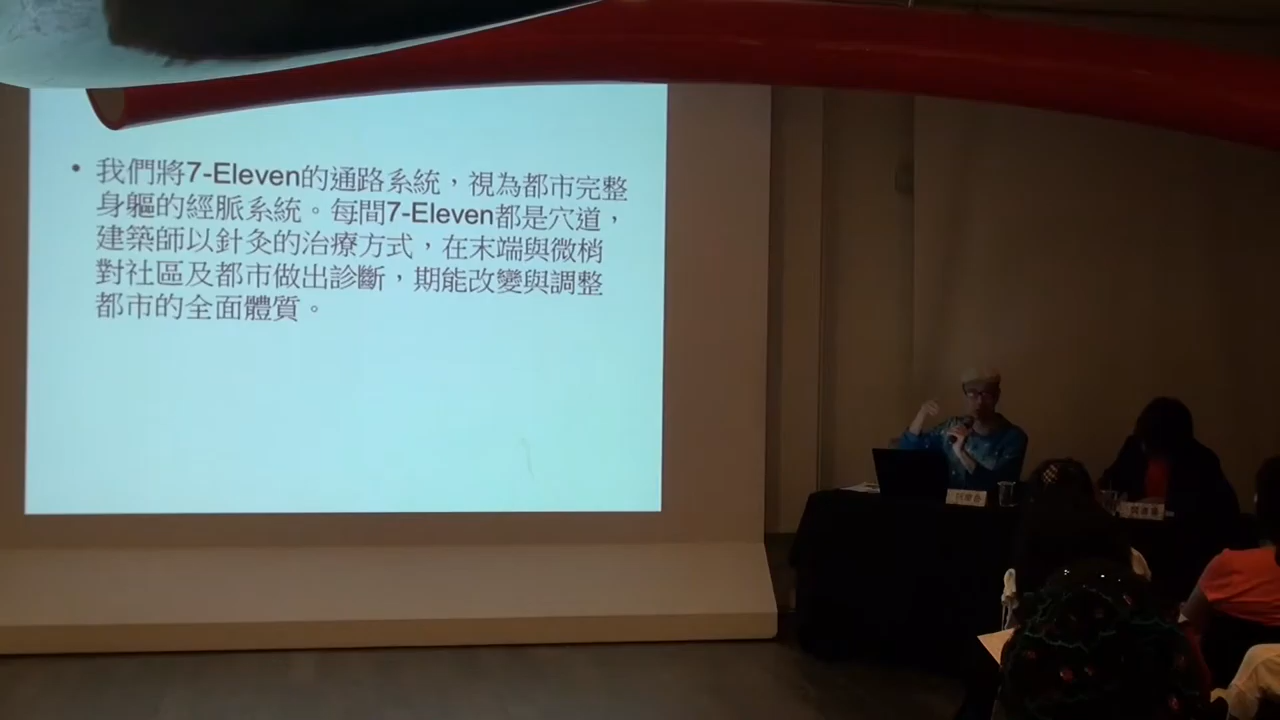 • 我們將7-Eleven的通路系統，視為都市完整
身軀的經脈系統。每間7-Eleven都是穴道，
建築師以針灸的治療方式，在末端與微梢
對社區及都市做出診斷，期能改變與調整
都市的全面體質。